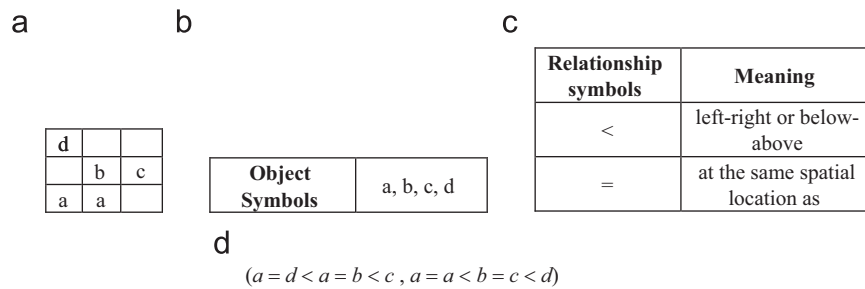 a
b
c
d
b c
a a
Object Symbols
a, b, c, d
Relationship symbols
Meaning
<
left-right or below-above
=
at the same spatial location as
d
(a = d < a = b < c , a = a < b = c < d)